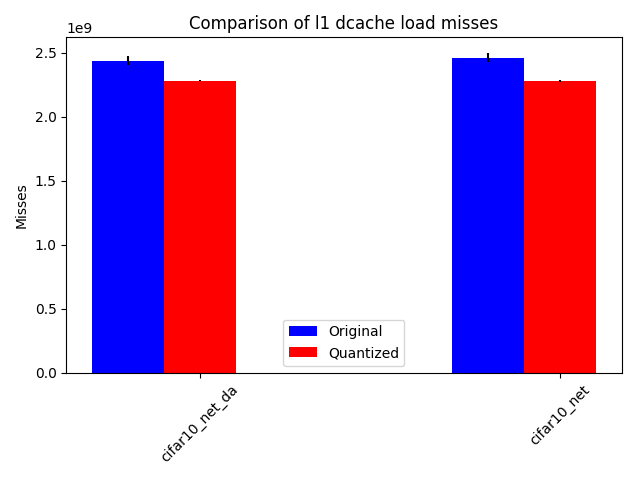 Comparison of l1 dcache load misses
1e9
2.5
2.0
1.5
1.0
0.5
0.0
Misses
Original
Quantized
cifar10_net_da
cifar10_net